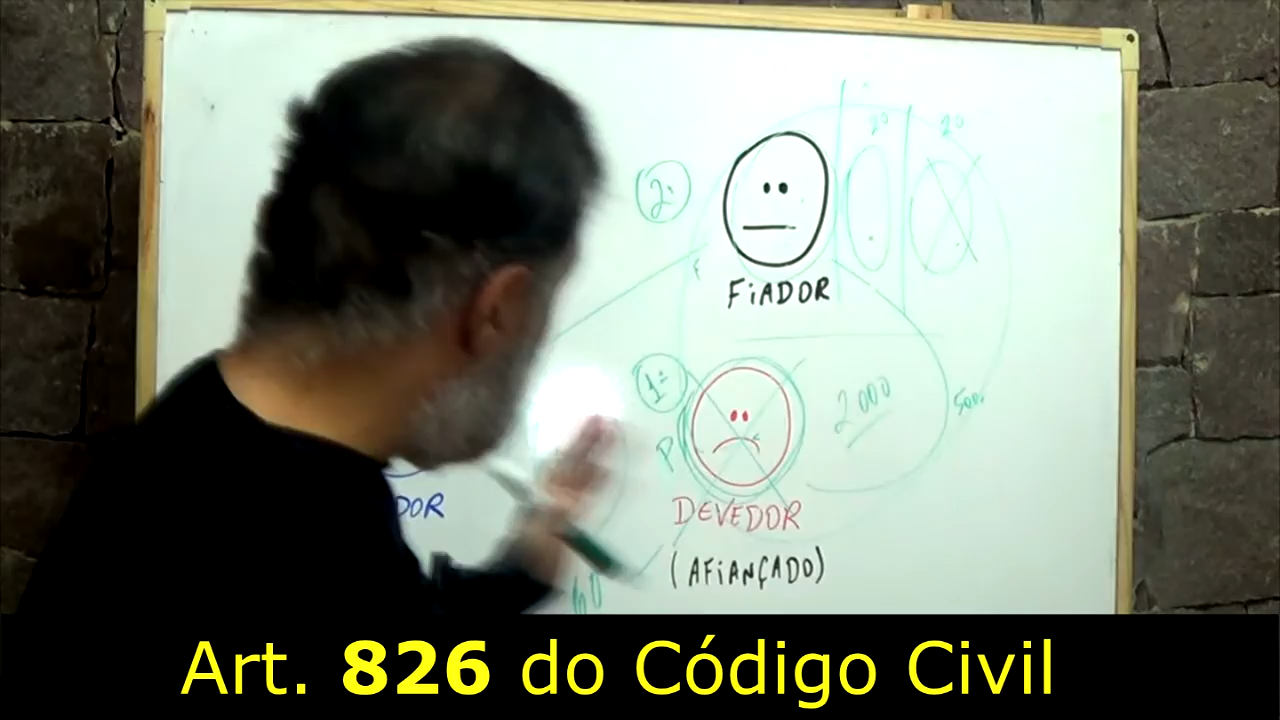 2º
2º
2º
FIADOR
1º
2000
500
P
DOR
DEVEDOR
(AFIANÇADO)
Art. 826 do Código Civil